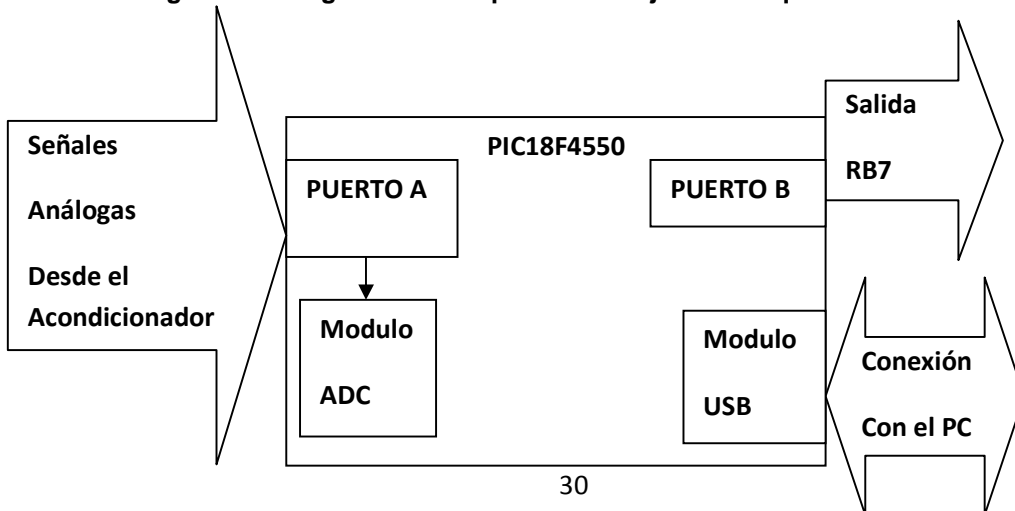 Señales
Análogas
Desde el
Acondicionador
PIC18F4550
PUERTO A
Modulo
ADC
PUERTO B
Modulo
USB
Salida
RB7
Conexión
Con el PC
30